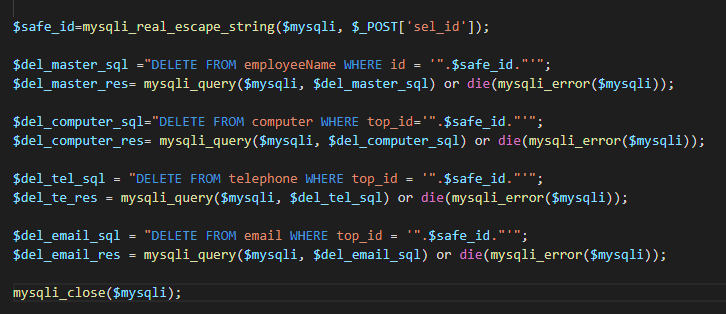 $safe_id=mysqli_real_escape_string($mysqli, $_POST['sel_id']);
$del_master_sql ="DELETE FROM employeeName WHERE id = '".$safe_id."'";
$del_master_res= mysqli_query($mysqli, $del_master_sql) or die(mysqli_error($mysqli));
$del_computer_sql="DELETE FROM computer WHERE top_id='".$safe_id."'";
$del_computer_res= mysqli_query($mysqli, $del_computer_sql) or die(mysqli_error($mysqli));
$del_tel_sql = "DELETE FROM telephone WHERE top_id = '".$safe_id."'";
$del_te_res = mysqli_query($mysqli, $del_tel_sql) or die(mysqli_error($mysqli));
$del_email_sql = "DELETE FROM email WHERE top_id = '".$safe_id."'";
$del_email_res = mysqli_query($mysqli, $del_email_sql) or die(mysqli_error($mysqli));
mysqli_close($mysqli);